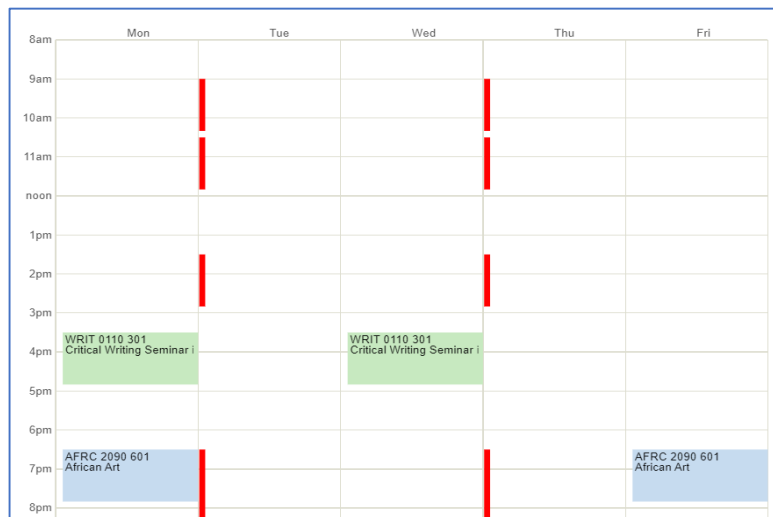 Mon Tue Wed Thu Fri
8am
9am
10am
11am
noon
1pm
2pm
3pm
WRIT 0110 301
Critical Writing Seminar i
WRIT 0110 301
Critical Writing Seminar i
4pm
5pm
6pm
AFRC 2090 601
African Art
AFRC 2090 601
African Art
7pm
8pm